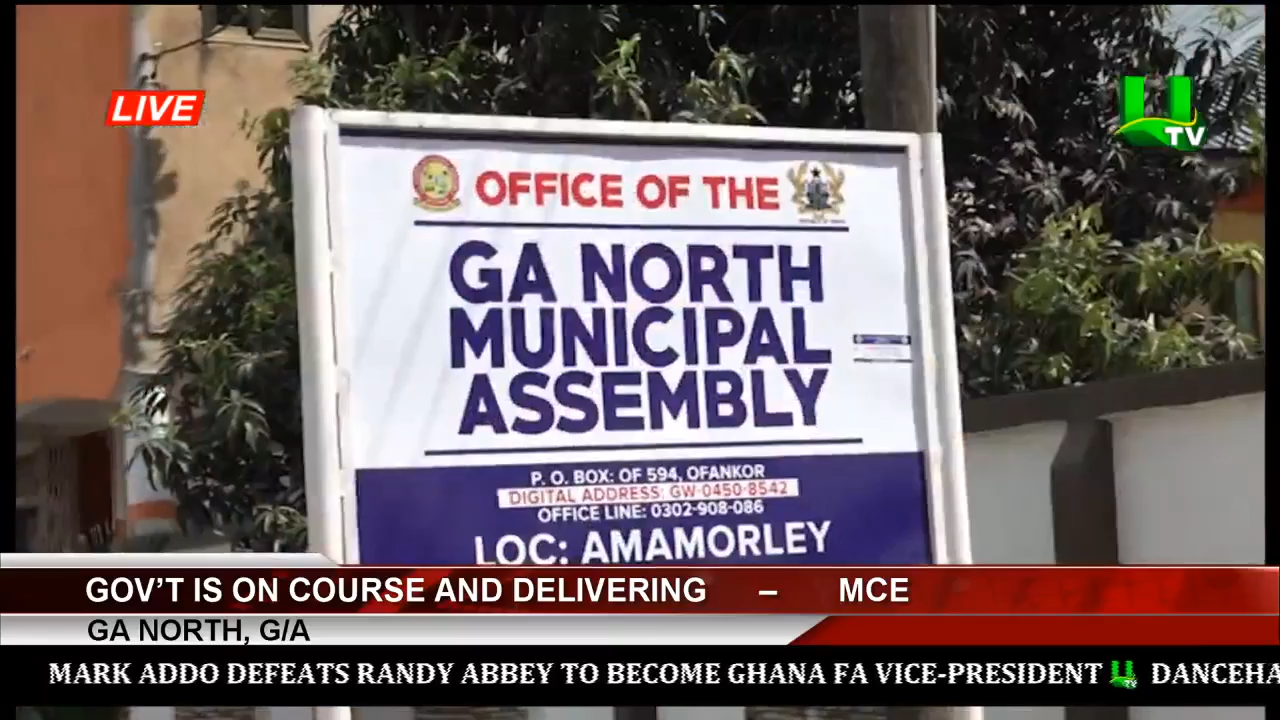 LIVE
U
TV
OFFICE OF THE
GA NORTH
MUNICIPAL
ASSEMBLY
P. O. BOX: OF 594, OFANKOR
DIGITAL ADDRESS: GW-0450-8542
OFFICE LINE: 0302-908-086
LOC: AMAMORLEY
GOV'T IS ON COURSE AND DELIVERING – MCE
GA NORTH, G/A
MARK ADDO DEFEATS RANDY ABBEY TO BECOME GHANA FA VICE-PRESIDENT U TV DANCEHA